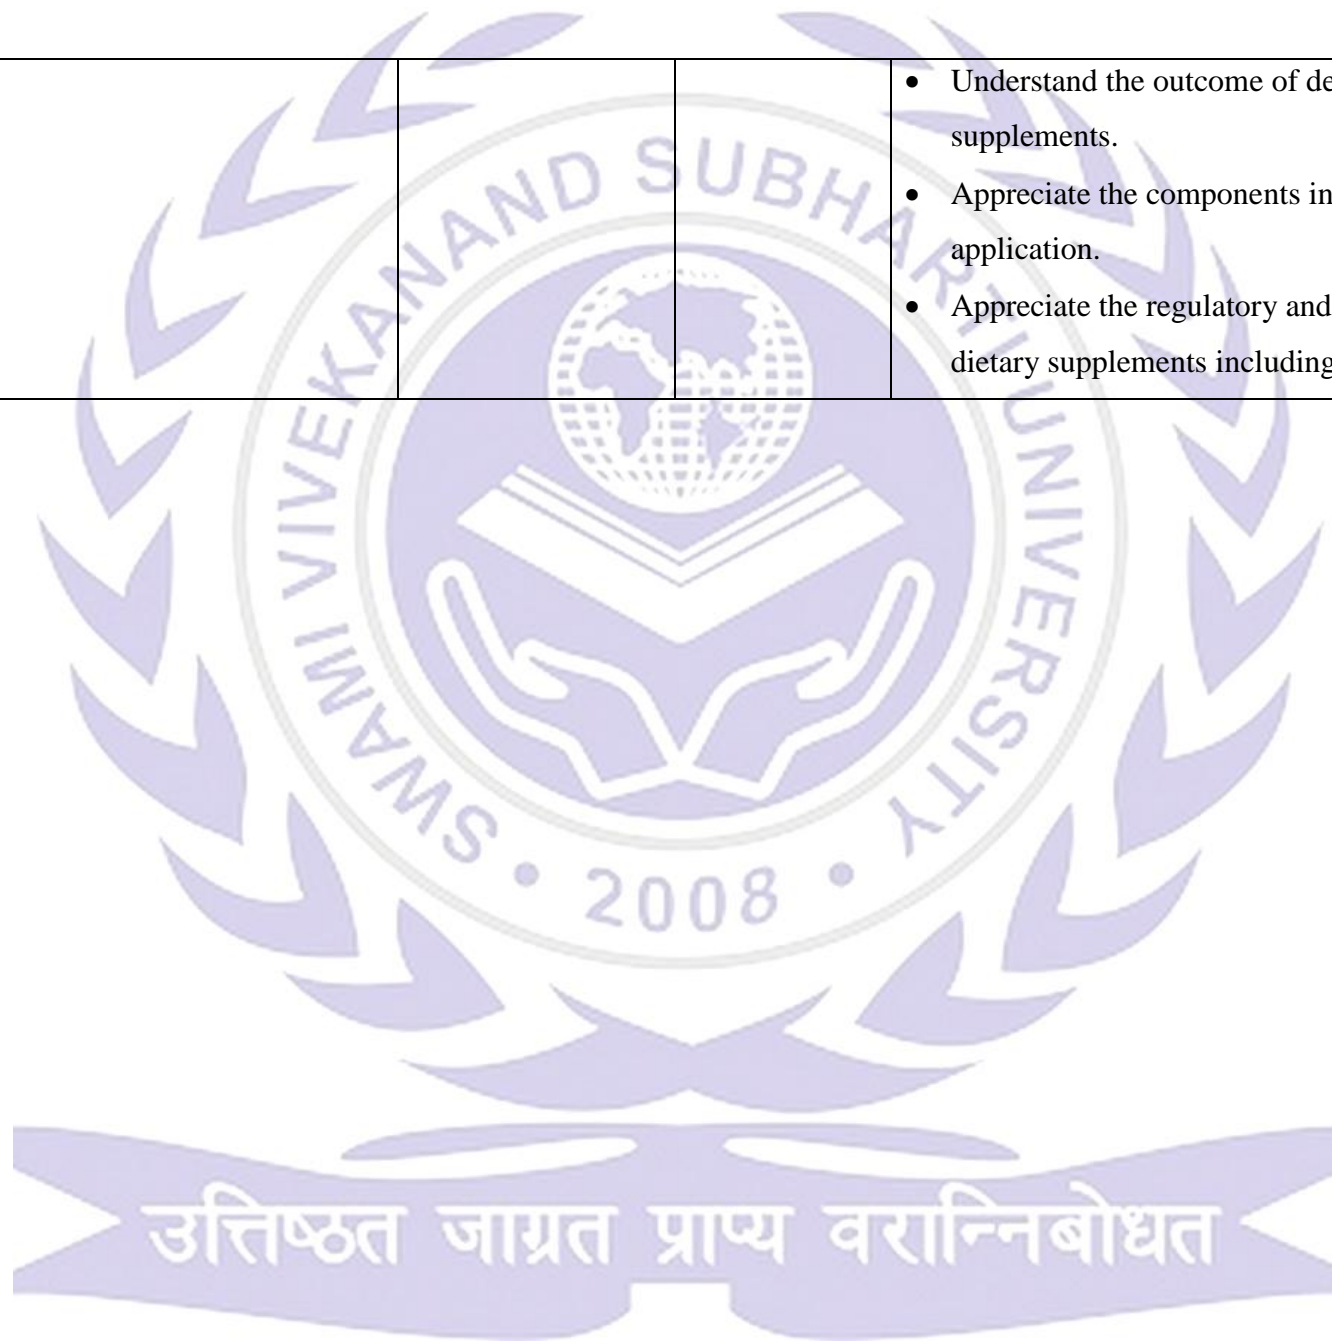 • Understand the outcome of de
supplements.
• Appreciate the components in
application.
• Appreciate the regulatory and
dietary supplements including
SWAMI VIVEKANAND SUBHARTI UNIVERSITY
• 2008 •
उत्तिष्ठत जाग्रत प्राप्य वरान्निबोधत